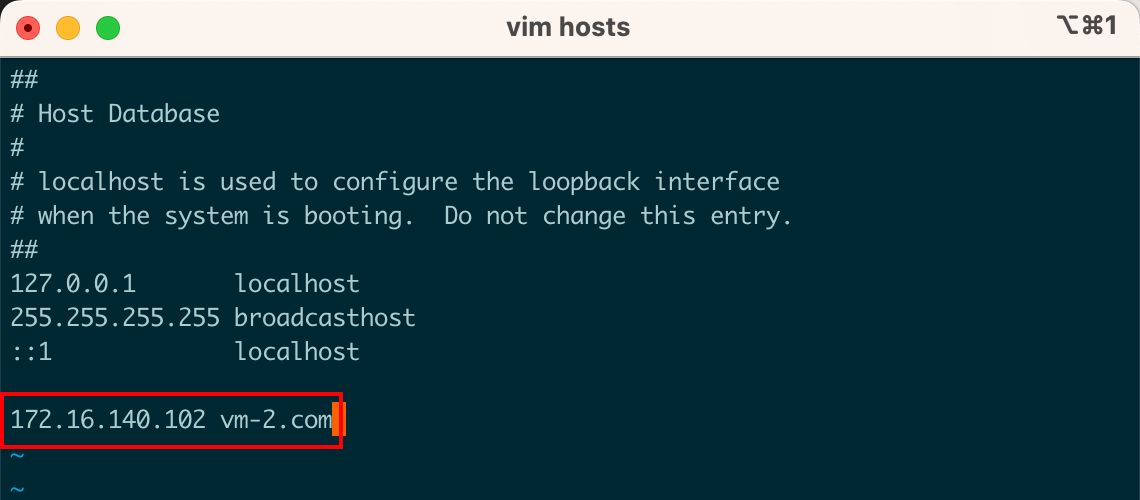 vim hosts
⌥⌘1
##
# Host Database
#
# localhost is used to configure the loopback interface
# when the system is booting.  Do not change this entry.
##
127.0.0.1       localhost
255.255.255.255 broadcasthost
::1             localhost

172.16.140.102 vm-2.com
~
~